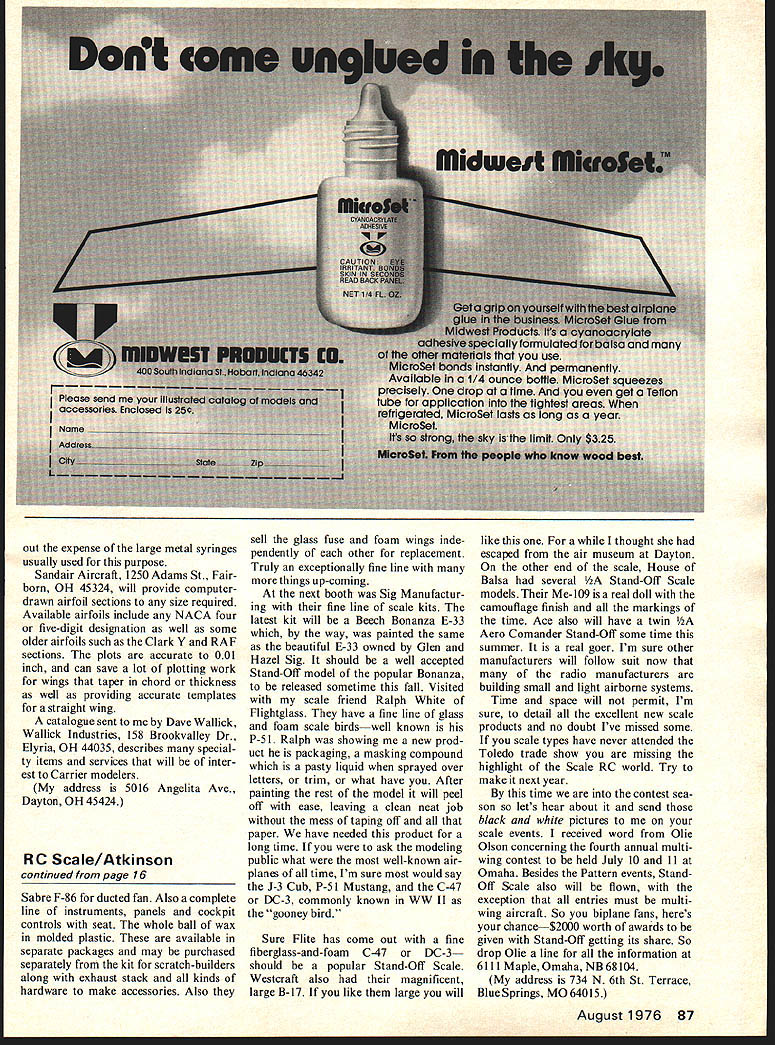 Don't come unglued in the sky.
Midwest MicroSet.™
MicroSet™
CYANOACRYLATE
ADHESIVE
CAUTION: EYE
IRRITANT. BONDS
SKIN IN SECONDS
READ BACK PANEL.
NET 1/4 FL. OZ.
MIDWEST PRODUCTS CO.
400 South Indiana St., Hobart, Indiana 46342
Please send me your illustrated catalog of models and
accessories. Enclosed is 25¢.
Name
Address
City State Zip
Get a grip on yourself with the best airplane
glue in the business. MicroSet Glue from
Midwest Products. It's a cyanoacrylate
adhesive specially formulated for balsa and many
of the other materials that you use.
MicroSet bonds instantly. And permanently.
Available in a 1/4 ounce bottle. MicroSet squeezes
precisely. One drop at a time. And you even get a Teflon
tube for application into the tightest areas. When
refrigerated, MicroSet lasts as long as a year.
MicroSet.
It's so strong, the sky is the limit. Only $3.25.
MicroSet. From the people who know wood best.
out the expense of the large metal syringes
usually used for this purpose.
Sandair Aircraft, 1250 Adams St., Fair-
born, OH 45324, will provide computer-
drawn airfoil sections to any size required.
Available airfoils include any NACA four
or five-digit designation as well as some
older airfoils such as the Clark Y and RAF
sections. The plots are accurate to 0.01
inch, and can save a lot of plotting work
for wings that taper in chord or thickness
as well as providing accurate templates
for a straight wing.
A catalogue sent to me by Dave Wallick,
Wallick Industries, 158 Brookvalley Dr.,
Elyria, OH 44035, describes many special-
ty items and services that will be of inter-
est to Carrier modelers.
(My address is 5016 Angelita Ave.,
Dayton, OH 45424.)
RC Scale/Atkinson
continued from page 16
Sabre F-86 for ducted fan. Also a complete
line of instruments, panels and cockpit
controls with seat. The whole ball of wax
in molded plastic. These are available in
separate packages and may be purchased
separately from the kit for scratch-builders
along with exhaust stack and all kinds of
hardware to make accessories. Also they
sell the glass fuse and foam wings inde-
pendently of each other for replacement.
Truly an exceptionally fine line with many
more things up-coming.
At the next booth was Sig Manufactur-
ing with their fine line of scale kits. The
latest kit will be a Beech Bonanza E-33
which, by the way, was painted the same
as the beautiful E-33 owned by Glen and
Hazel Sig. It should be a well accepted
Stand-Off model of the popular Bonanza,
to be released sometime this fall. Visited
with my scale friend Ralph White of
Flightglass. They have a fine line of glass
and foam scale birds—well known is his
P-51. Ralph was showing me a new prod-
uct he is packaging, a masking compound
which is a pasty liquid when sprayed over
letters, or trim, or what have you. After
painting the rest of the model it will peel
off with ease, leaving a clean neat job
without the mess of taping off and all that
paper. We have needed this product for a
long time. If you were to ask the modeling
public what were the most well-known air-
planes of all time, I'm sure most would say
the J-3 Cub, P-51 Mustang, and the C-47
or DC-3, commonly known in WW II as
the "gooney bird."
Sure Flite has come out with a fine
fiberglass-and-foam C-47 or DC-3—
should be a popular Stand-Off Scale.
Westcraft also had their magnificent,
large B-17. If you like them large you will
like this one. For a while I thought she had
escaped from the air museum at Dayton.
On the other end of the scale, House of
Balsa had several ½A Stand-Off Scale
models. Their Me-109 is a real doll with the
camouflage finish and all the markings of
the time. Ace also will have a twin ½A
Aero Comander Stand-Off some time this
summer. It is a real goer. I'm sure other
manufacturers will follow suit now that
many of the radio manufacturers are
building small and light airborne systems.
Time and space will not permit, I'm
sure, to detail all the excellent new scale
products and no doubt I've missed some.
If you scale types have never attended the
Toledo trade show you are missing the
highlight of the Scale RC world. Try to
make it next year.
By this time we are into the contest sea-
son so let's hear about it and send those
black and white pictures to me on your
scale events. I received word from Olie
Olson concerning the fourth annual multi-
wing contest to be held July 10 and 11 at
Omaha. Besides the Pattern events, Stand-
Off Scale also will be flown, with the
exception that all entries must be multi-
wing aircraft. So you biplane fans, here's
your chance—$2000 worth of awards to be
given with Stand-Off getting its share. So
drop Olie a line for all the information at
6111 Maple, Omaha, NB 68104.
(My address is 734 N. 6th St. Terrace,
Blue Springs, MO 64015.)
August 1976 87